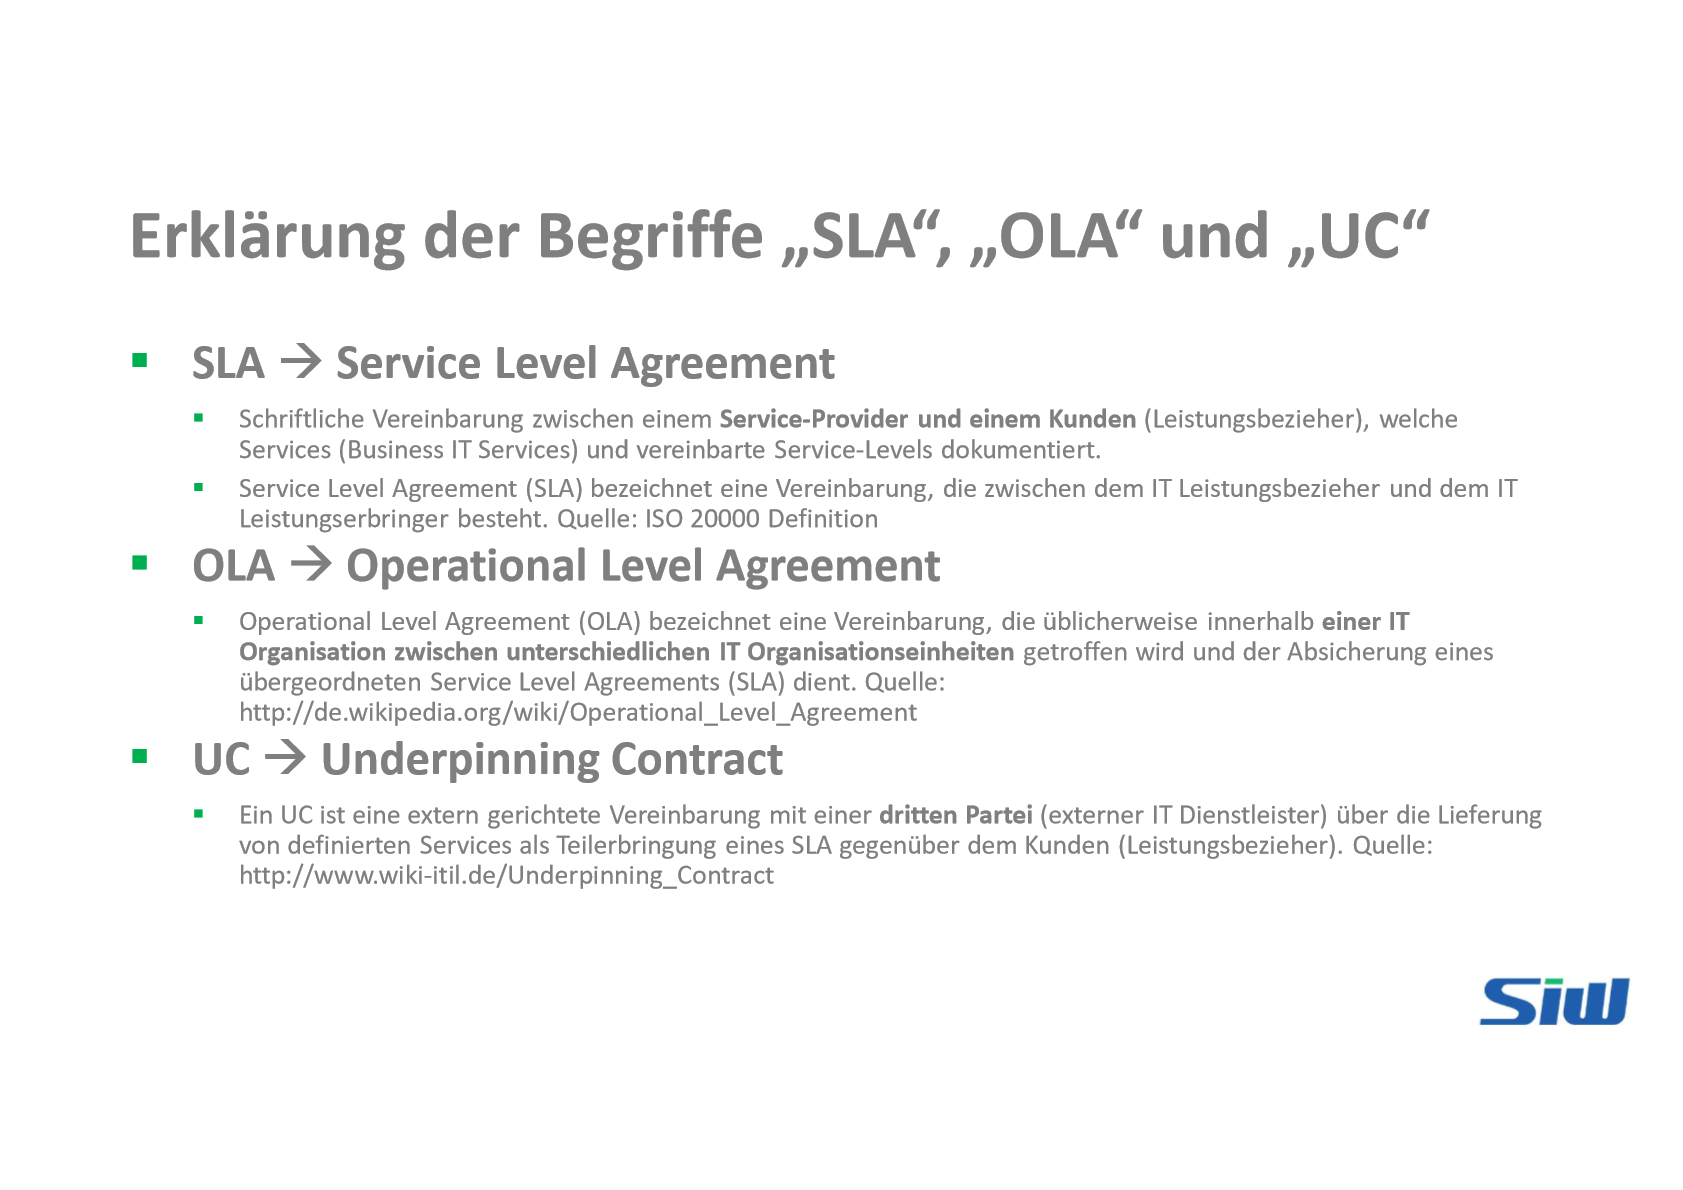 Erklärung der Begriffe „SLA“, „OLA“ und „UC“
▪ SLA → Service Level Agreement
▪ Schriftliche Vereinbarung zwischen einem Service-Provider und einem Kunden (Leistungsbezieher), welche
Services (Business IT Services) und vereinbarte Service-Levels dokumentiert.
▪ Service Level Agreement (SLA) bezeichnet eine Vereinbarung, die zwischen dem IT Leistungsbezieher und dem IT
Leistungserbringer besteht. Quelle: ISO 20000 Definition
▪ OLA → Operational Level Agreement
▪ Operational Level Agreement (OLA) bezeichnet eine Vereinbarung, die üblicherweise innerhalb einer IT
Organisation zwischen unterschiedlichen IT Organisationseinheiten getroffen wird und der Absicherung eines
übergeordneten Service Level Agreements (SLA) dient. Quelle:
http://de.wikipedia.org/wiki/Operational_Level_Agreement
▪ UC → Underpinning Contract
▪ Ein UC ist eine extern gerichtete Vereinbarung mit einer dritten Partei (externer IT Dienstleister) über die Lieferung
von definierten Services als Teilerbringung eines SLA gegenüber dem Kunden (Leistungsbezieher). Quelle:
http://www.wiki-itil.de/Underpinning_Contract
Siw